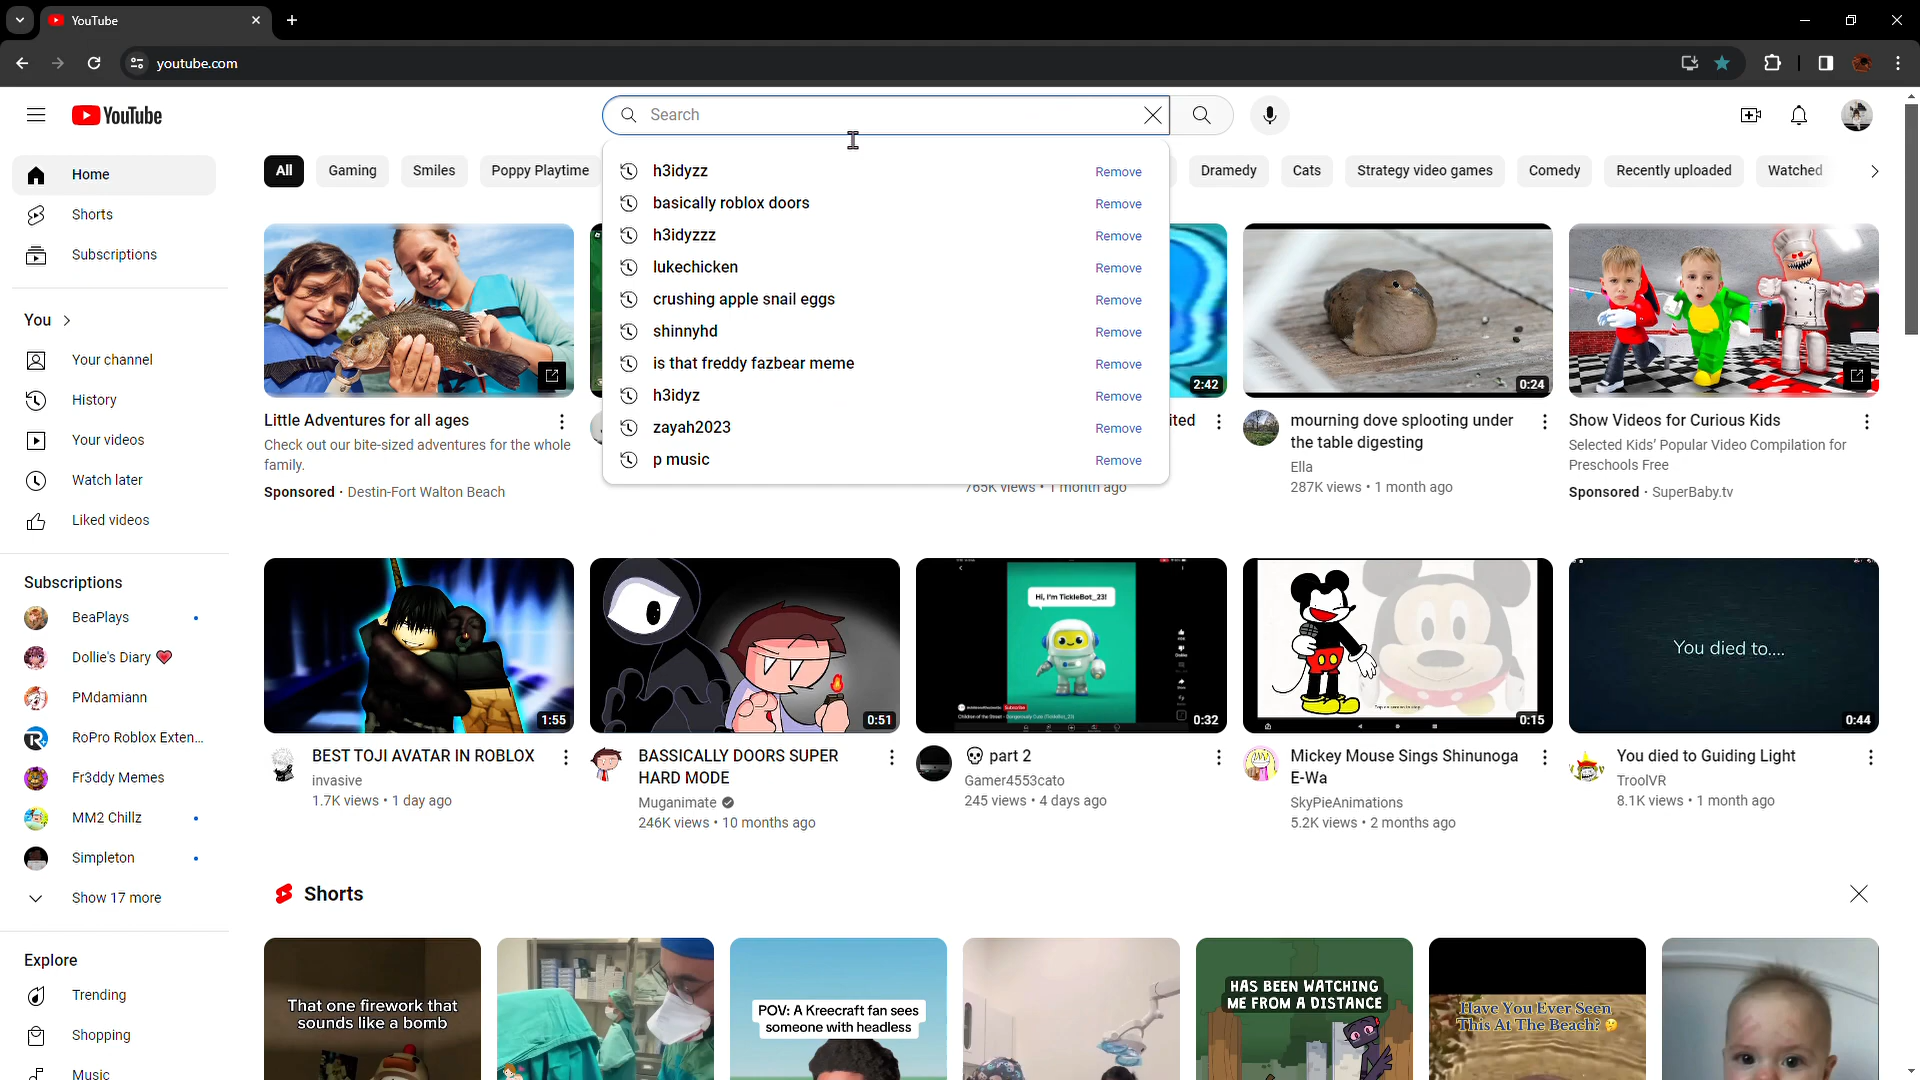 YouTube
youtube.com
YouTube
Search
h3idyzz Remove
basically roblox doors Remove
h3idyzzz Remove
lukechicken Remove
crushing apple snail eggs Remove
shinnyhd Remove
is that freddy fazbear meme Remove
h3idyz Remove
zayah2023 Remove
p music Remove
All Gaming Smiles Poppy Playtime Dramedy Cats Strategy video games Comedy Recently uploaded Watched
Home
Shorts
Subscriptions
You
Your channel
History
Your videos
Watch later
Liked videos
Subscriptions
BeaPlays
Dollie's Diary
PMdamiann
RoPro Roblox Exten...
Fr3ddy Memes
MM2 Chillz
Simpleton
Show 17 more
Explore
Trending
Shopping
Music
Little Adventures for all ages
Check out our bite-sized adventures for the whole
family.
Sponsored · Destin-Fort Walton Beach
2:42
ited
765K views • 1 month ago
0:24
mourning dove splooting under
the table digesting
Ella
287K views • 1 month ago
Show Videos for Curious Kids
Selected Kids' Popular Video Compilation for
Preschools Free
Sponsored · SuperBaby.tv
1:55
BEST TOJI AVATAR IN ROBLOX
invasive
1.7K views • 1 day ago
0:51
BASSICALLY DOORS SUPER
HARD MODE
Muganimate
246K views • 10 months ago
Hi, I'm TickleBot_23!
0:32
💀 part 2
Gamer4553cato
245 views • 4 days ago
0:15
Mickey Mouse Sings Shinunoga
E-Wa
SkyPieAnimations
5.2K views • 2 months ago
You died to....
0:44
You died to Guiding Light
TroolVR
8.1K views • 1 month ago
Shorts
That one firework that
sounds like a bomb
POV: A Kreecraft fan sees
someone with headless
HAS BEEN WATCHING
ME FROM A DISTANCE
Have You Ever Seen
This At The Beach? 🤔